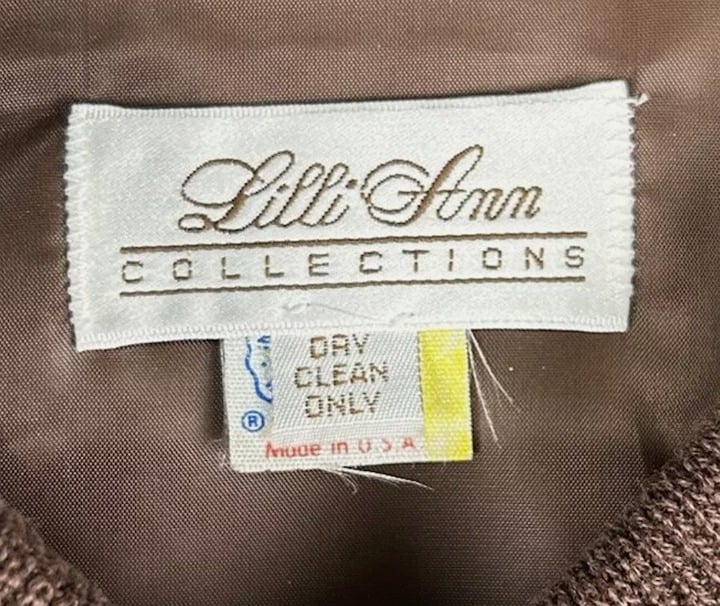 Lilli Ann
COLLECTIONS
DRY
CLEAN
ONLY
®
Made in U.S.A